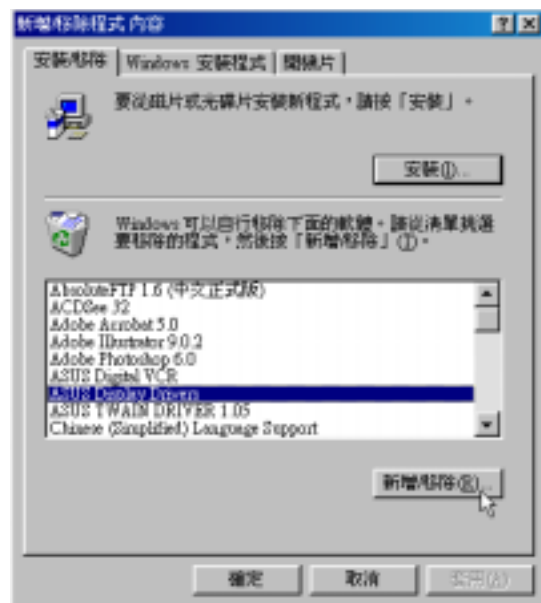 新增/移除程式 內容
安裝/移除
Windows 安裝程式
開機片
要從磁片或光碟片安裝新程式，請按「安裝」。
安裝(I)...
Windows 可以自行移除下面的軟體。請從清單挑選
要移除的程式，然後按「新增/移除」(I)。
AbsoluteFTP 1.6 (中文正式版)
ACDSee 32
Adobe Acrobat 5.0
Adobe Illustrator 9.0.2
Adobe Photoshop 6.0
ASUS Digital VCR
ASUS Display Drivers
ASUS TWAIN DRIVER 1.05
Chinese (Simplified) Language Support
新增/移除(R)...
確定
取消
套用(A)